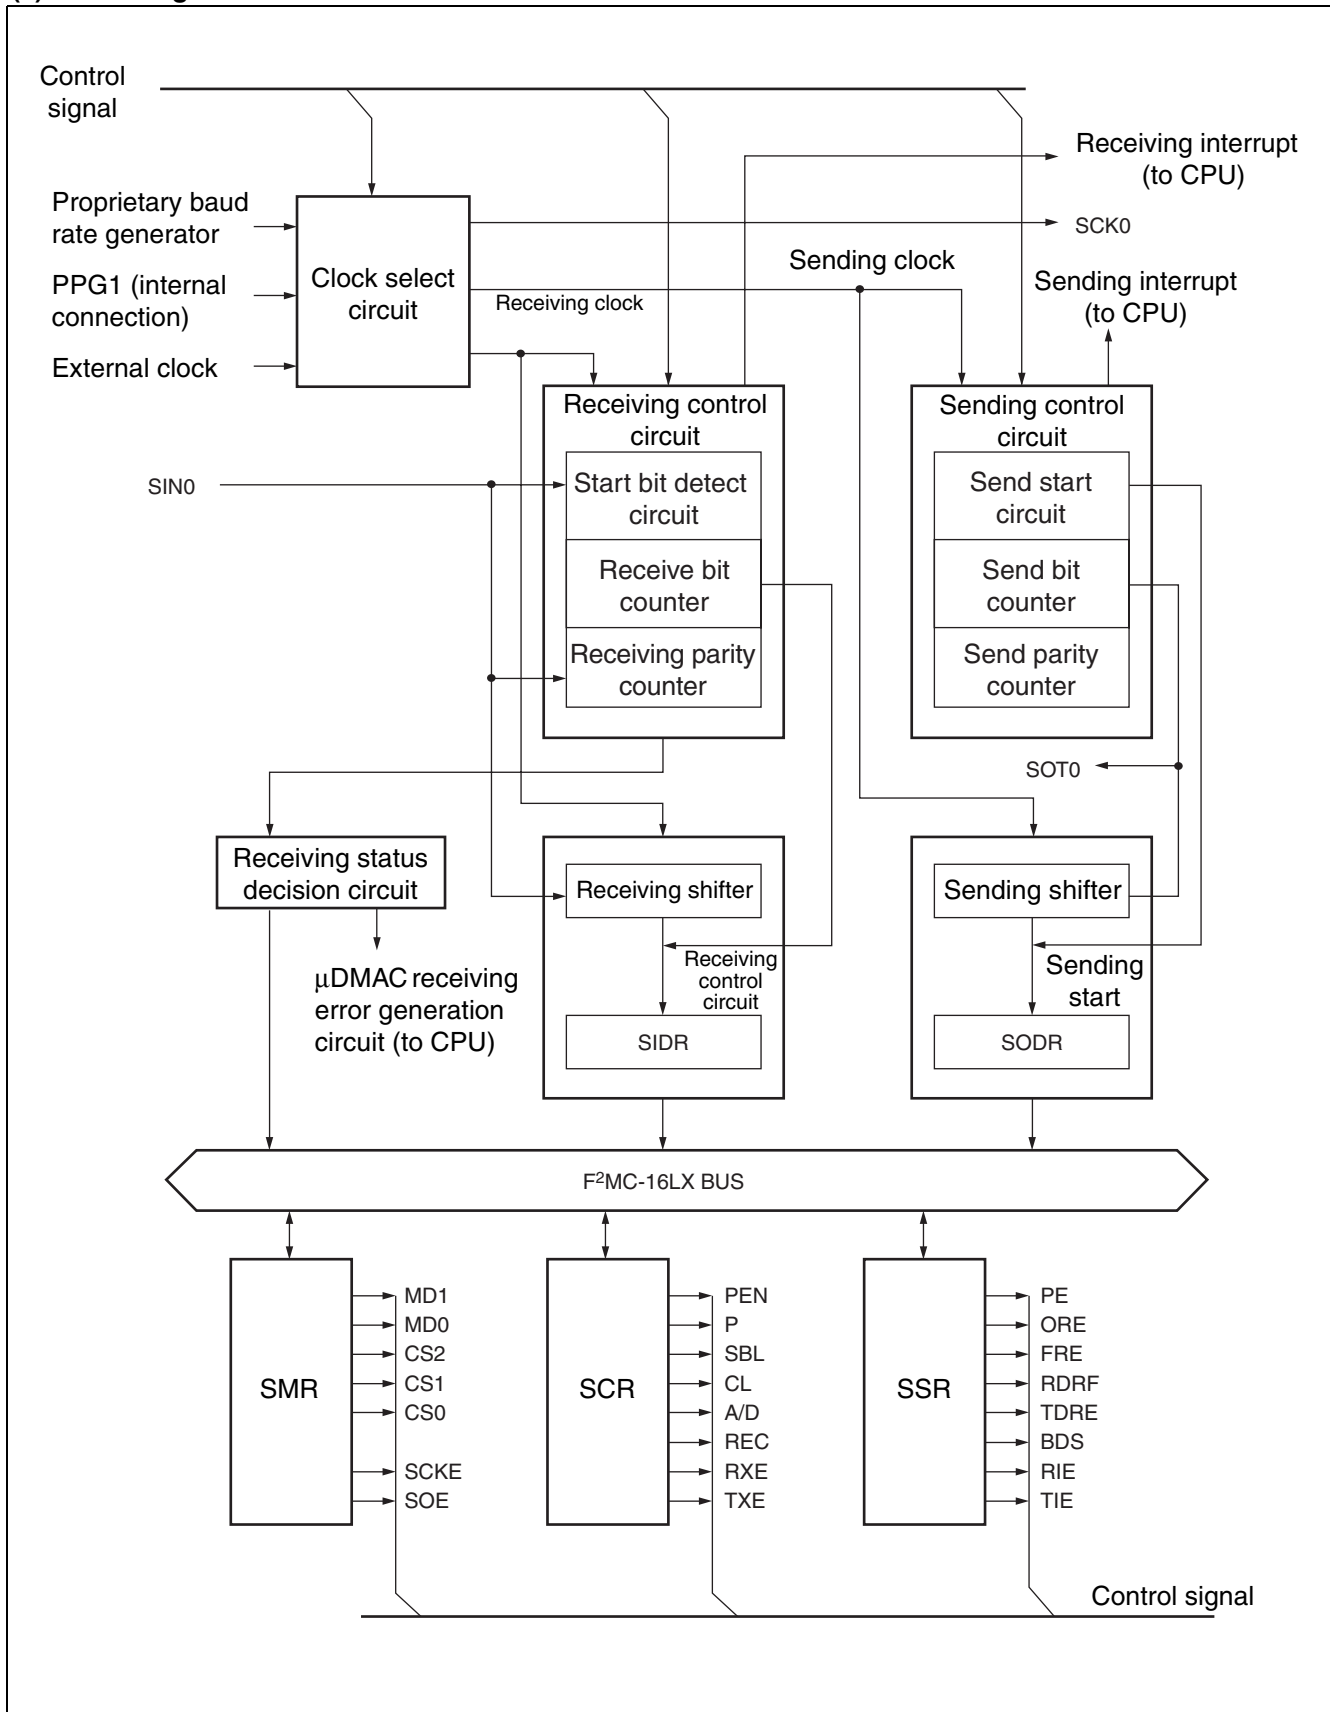 Control
signal
Receiving interrupt
(to CPU)
Proprietary baud
rate generator
SCK0
Clock select
circuit
Sending clock
PPG1 (internal
connection)
Receiving clock
Sending interrupt
(to CPU)
External clock
Receiving control
circuit
Sending control
circuit
SIN0
Start bit detect
circuit
Send start
circuit
Receive bit
counter
Send bit
counter
Receiving parity
counter
Send parity
counter
SOT0
Receiving status
decision circuit
Receiving shifter
Sending shifter
Receiving
control
circuit
Sending
start
µDMAC receiving
error generation
circuit (to CPU)
SIDR
SODR
F²MC-16LX BUS
SMR
MD1
MD0
CS2
CS1
CS0
SCKE
SOE
SCR
PEN
P
SBL
CL
A/D
REC
RXE
TXE
SSR
PE
ORE
FRE
RDRF
TDRE
BDS
RIE
TIE
Control signal